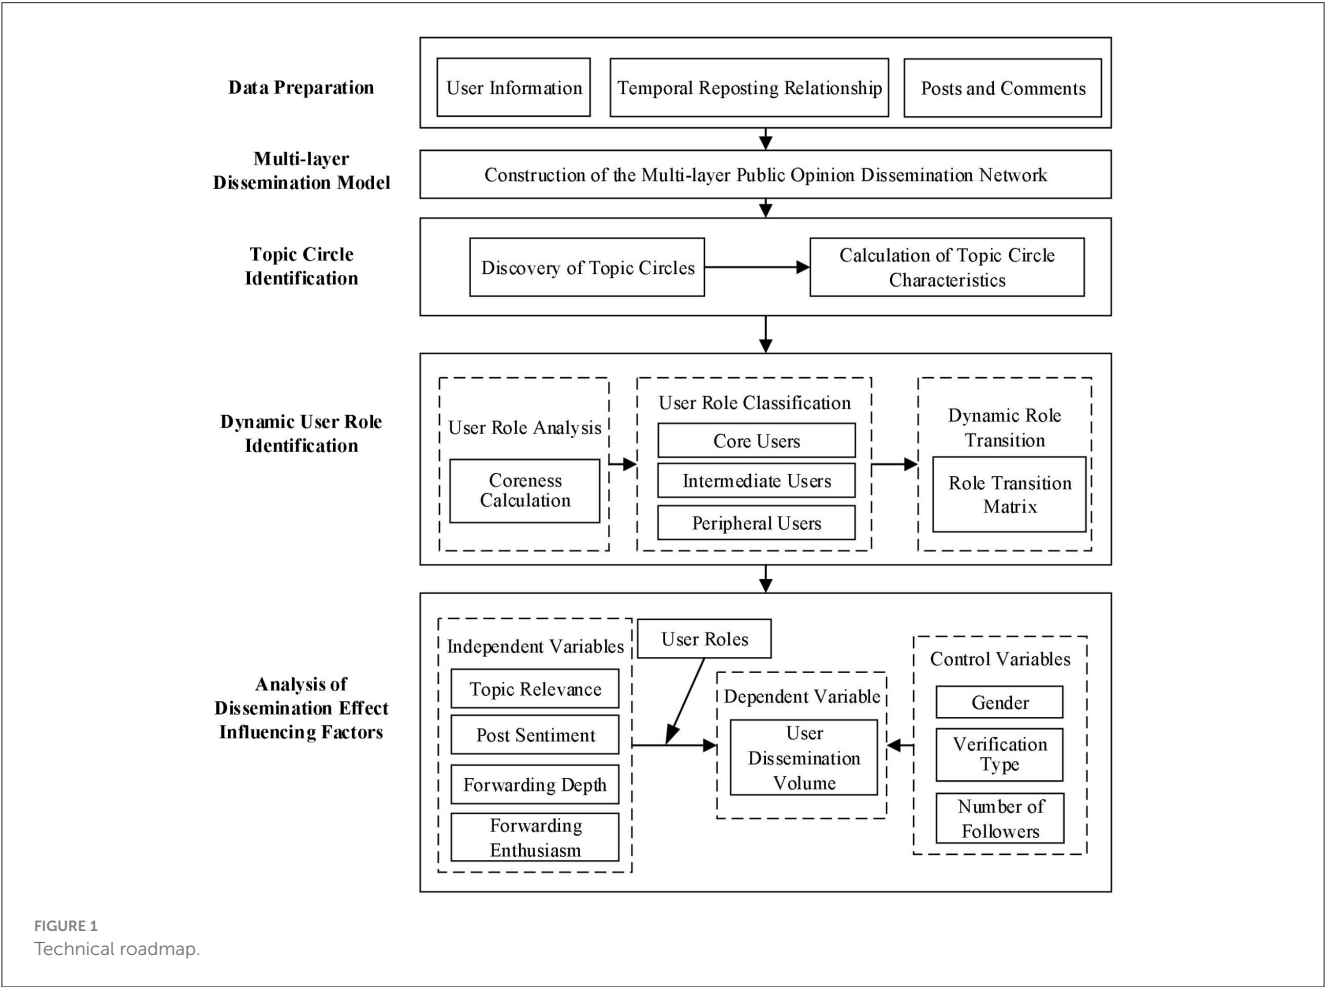 Data Preparation
User Information
Temporal Reposting Relationship
Posts and Comments
Multi-layer
Dissemination Model
Construction of the Multi-layer Public Opinion Dissemination Network
Topic Circle
Identification
Discovery of Topic Circles
Calculation of Topic Circle
Characteristics
Dynamic User Role
Identification
User Role Analysis
Coreness
Calculation
User Role Classification
Core Users
Intermediate Users
Peripheral Users
Dynamic Role
Transition
Role Transition
Matrix
Analysis of
Dissemination Effect
Influencing Factors
Independent Variables
Topic Relevance
Post Sentiment
Forwarding Depth
Forwarding
Enthusiasm
User Roles
Dependent Variable
User
Dissemination
Volume
Control Variables
Gender
Verification
Type
Number of
Followers
FIGURE 1
Technical roadmap.